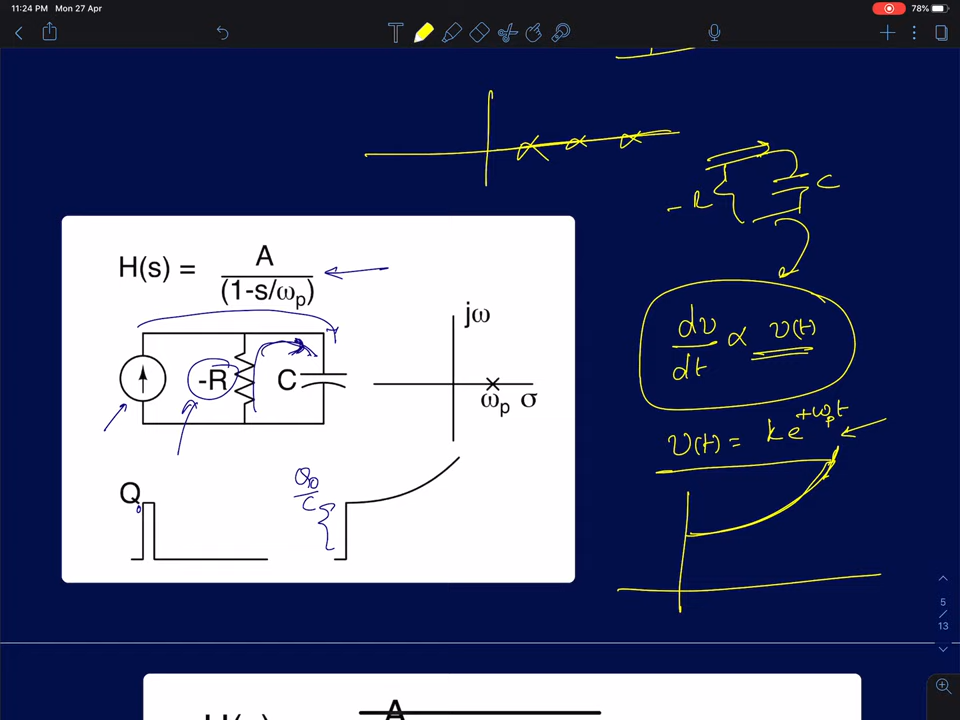 11:24 PM Mon 27 Apr
78%
T
-R
C
H(s) = A
(1-s/ωp)
jω
dv
dt ∝ v(t)
-R
C
ωp σ
v(t) = ke^{+ωpt}
Q0
Q0
C
5
/
13
H(s) A